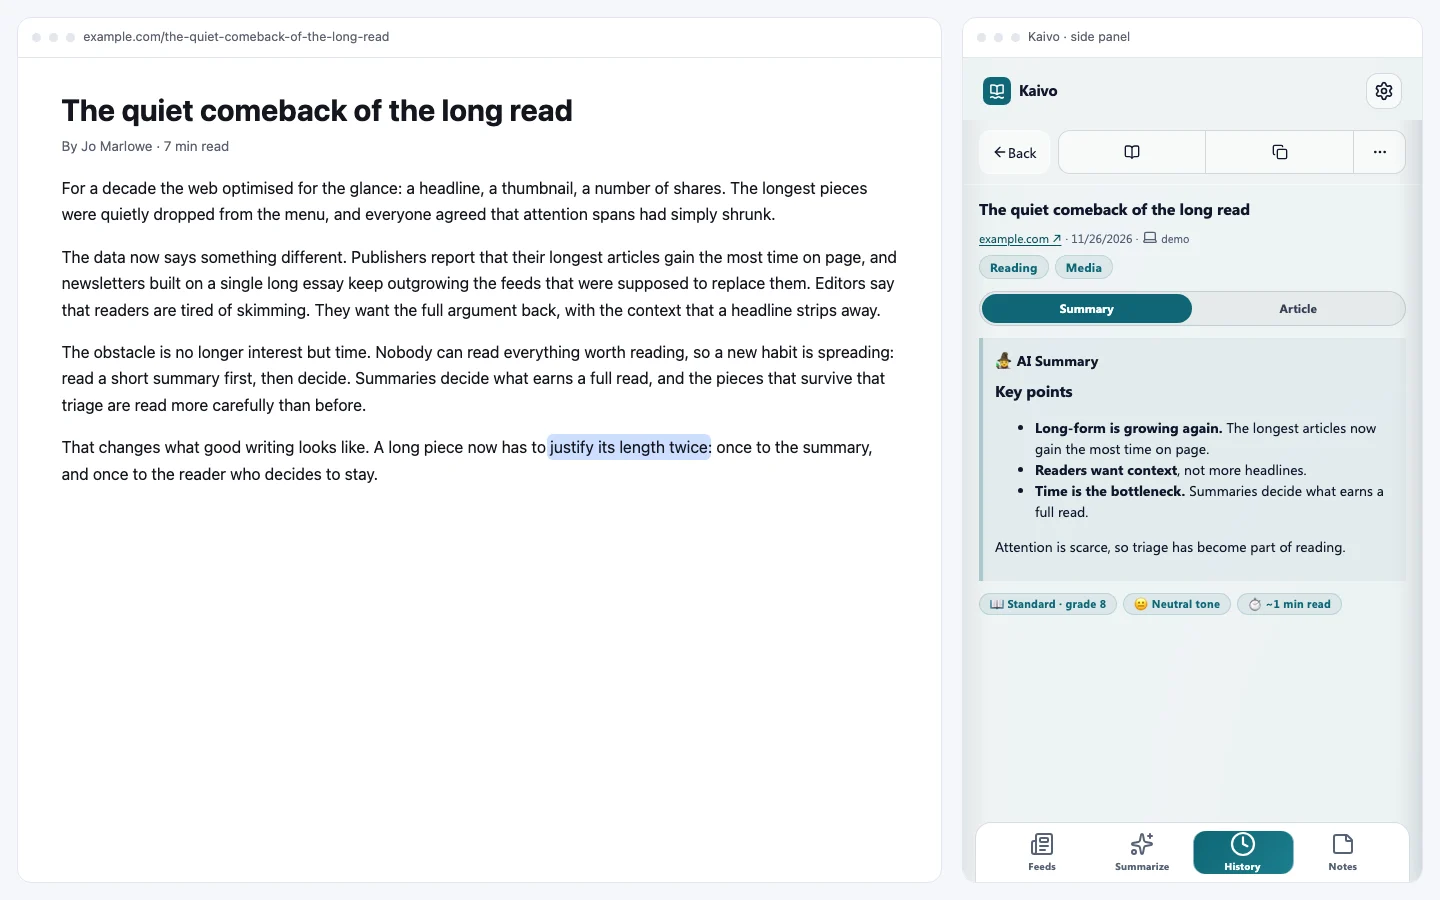 example.com/the-quiet-comeback-of-the-long-read
The quiet comeback of the long read
By Jo Marlowe · 7 min read
For a decade the web optimised for the glance: a headline, a thumbnail, a number of shares. The longest pieces
were quietly dropped from the menu, and everyone agreed that attention spans had simply shrunk.
The data now says something different. Publishers report that their longest articles gain the most time on page, and
newsletters built on a single long essay keep outgrowing the feeds that were supposed to replace them. Editors say
that readers are tired of skimming. They want the full argument back, with the context that a headline strips away.
The obstacle is no longer interest but time. Nobody can read everything worth reading, so a new habit is spreading:
read a short summary first, then decide. Summaries decide what earns a full read, and the pieces that survive that
triage are read more carefully than before.
That changes what good writing looks like. A long piece now has to justify its length twice: once to the summary,
and once to the reader who decides to stay.
Kaivo · side panel
Kaivo
Back
The quiet comeback of the long read
example.com ↗ · 11/26/2026 · demo
Reading Media
Summary Article
AI Summary
Key points
• Long-form is growing again. The longest articles now
gain the most time on page.
• Readers want context, not more headlines.
• Time is the bottleneck. Summaries decide what earns a
full read.
Attention is scarce, so triage has become part of reading.
Standard · grade 8 Neutral tone ~1 min read
Feeds Summarize History Notes